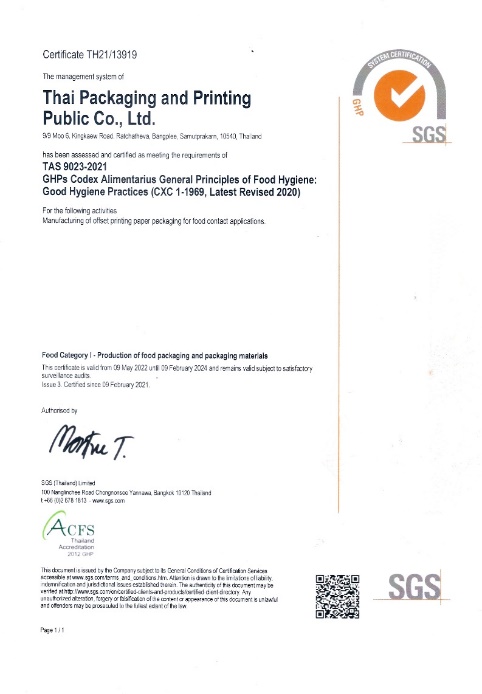 Certificate TH21/13919
The management system of
Thai Packaging and Printing
Public Co., Ltd.
9/9 Moo 6, Kingkaew Road, Ratchatheva, Bangplee, Samutprakarn, 10540, Thailand
has been assessed and certified as meeting the requirements of
TAS 9023-2021
GHPs Codex Alimentarius General Principles of Food Hygiene:
Good Hygiene Practices (CXC 1-1969, Latest Revised 2020)
For the following activities
Manufacturing of offset printing paper packaging for food contact applications.
SYSTEM CERTIFICATION
GHP
SGS
Food Category I - Production of food packaging and packaging materials
This certificate is valid from 09 May 2022 until 09 February 2024 and remains valid subject to satisfactory
surveillance audits.
Issue 3. Certified since 09 February 2021.
Authorised by
SGS (Thailand) Limited
100 Nanglinchee Road Chongnonsee Yannawa, Bangkok 10120 Thailand
t +66 (0)2 678 1813 - www.sgs.com
ACFS
Thailand
Accreditation
2012 GHP
This document is issued by the Company subject to its General Conditions of Certification Services
accessible at www.sgs.com/terms_and_conditions.htm. Attention is drawn to the limitations of liability,
indemnification and jurisdictional issues established therein. The authenticity of this document may be
verified at http://www.sgs.com/en/certified-clients-and-products/certified-client-directory. Any
unauthorized alteration, forgery or falsification of the content or appearance of this document is unlawful
and offenders may be prosecuted to the fullest extent of the law.
SGS
Page 1 / 1